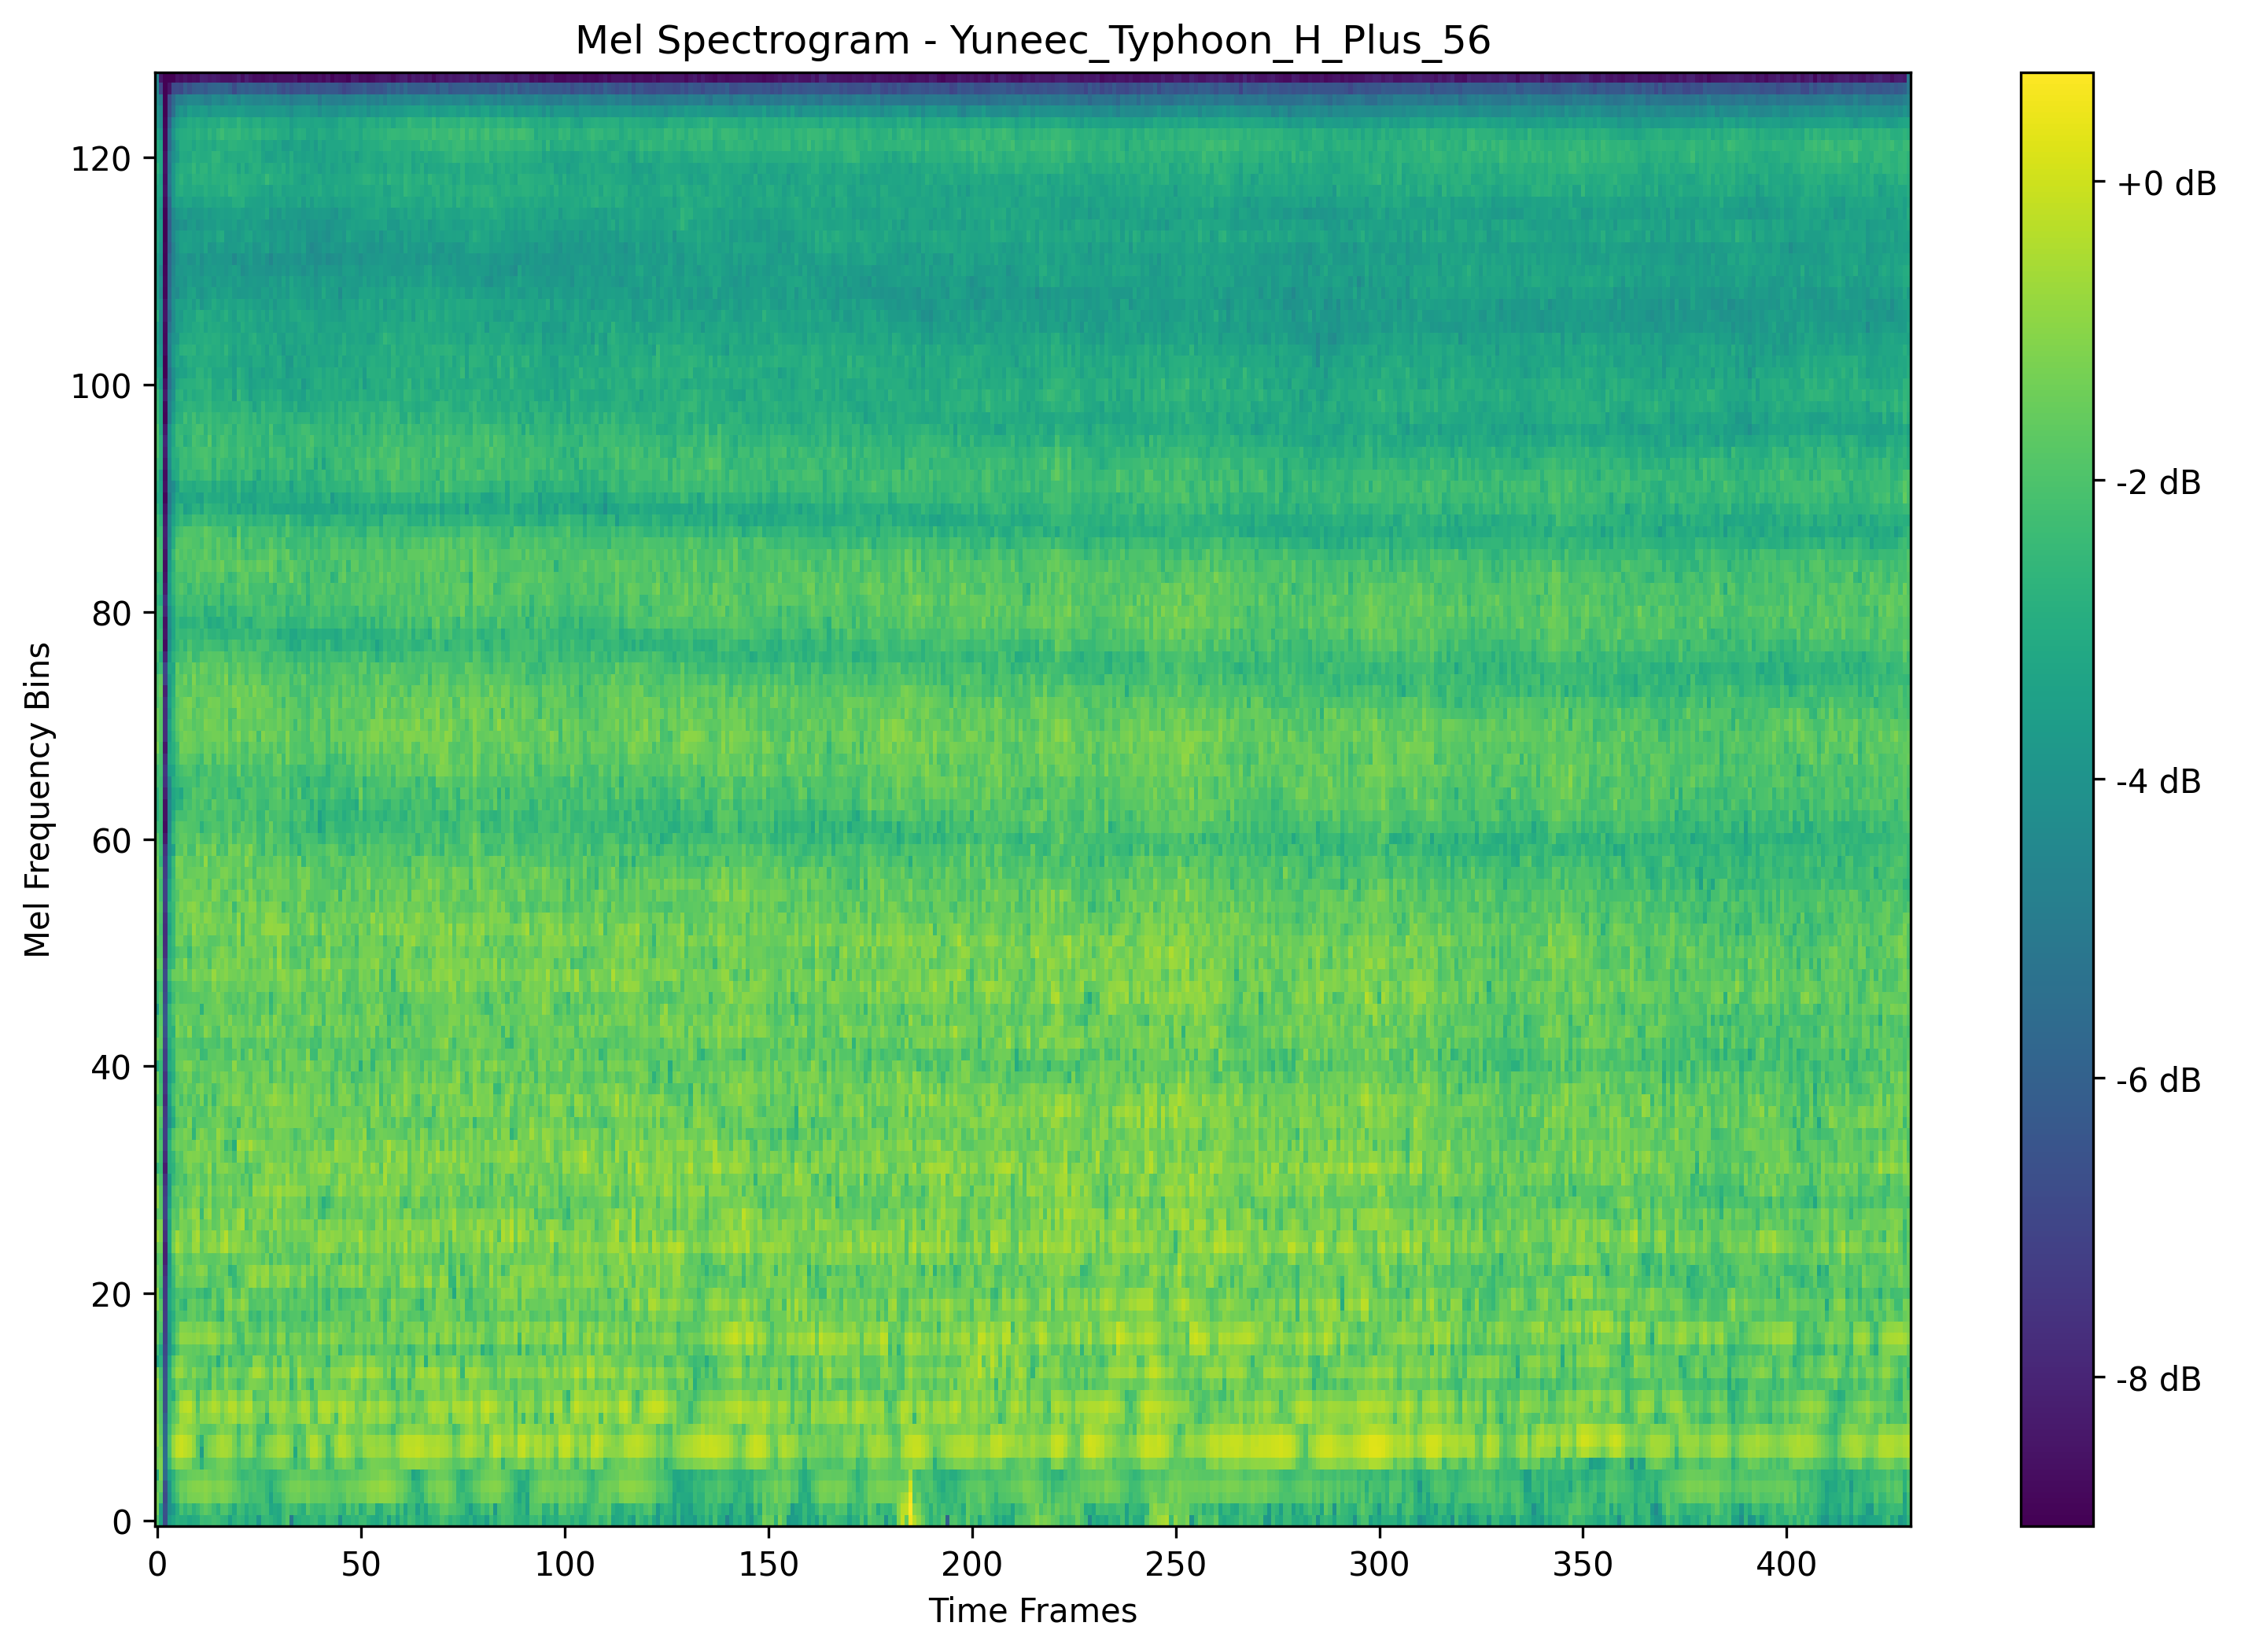 Mel Spectrogram - Yuneec_Typhoon_H_Plus_56
Mel Frequency Bins
120
100
80
60
40
20
0
0 50 100 150 200 250 300 350 400
Time Frames
+0 dB
-2 dB
-4 dB
-6 dB
-8 dB